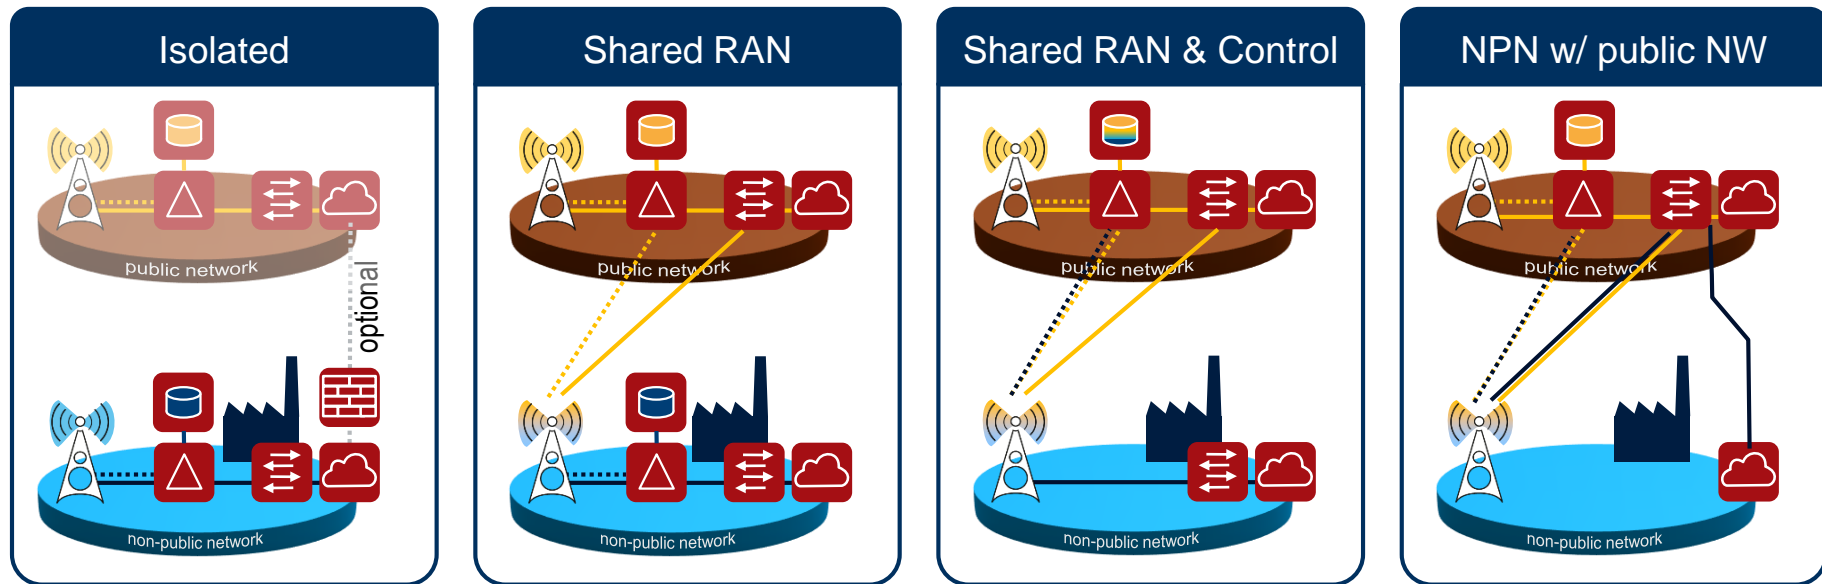 Isolated
Shared RAN
Shared RAN & Control
NPN w/ public NW
public network
public network
public network
public network
optional
non-public network
non-public network
non-public network
non-public network